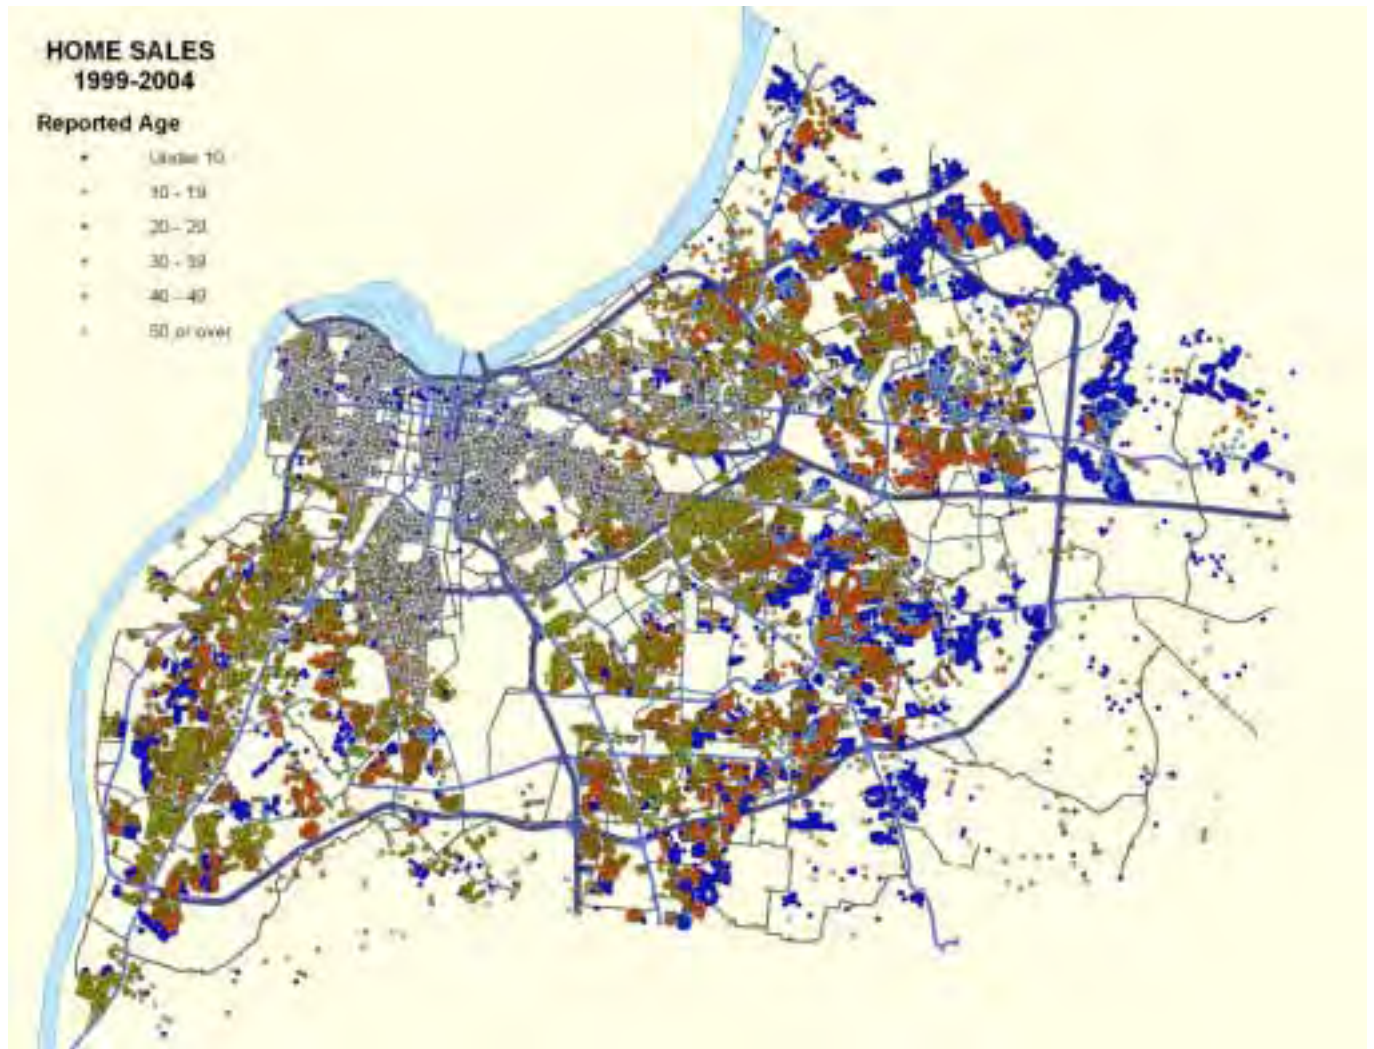 HOME SALES
1999-2004
Reported Age
Under 10
10 - 19
20 - 29
30 - 39
40 - 49
50 or over